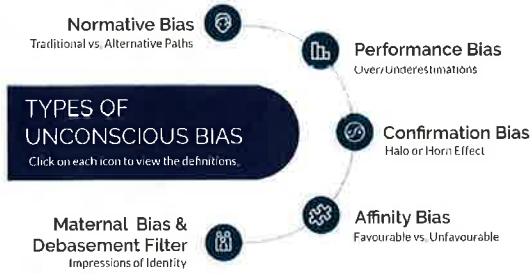 Normative Bias
Traditional vs. Alternative Paths
Performance Bias
Over/Underestimations
TYPES OF
UNCONSCIOUS BIAS
Click on each icon to view the definitions.
Confirmation Bias
Halo or Horn Effect
Affinity Bias
Favourable vs. Unfavourable
Maternal Bias &
Debasement Filter
Impressions of Identity